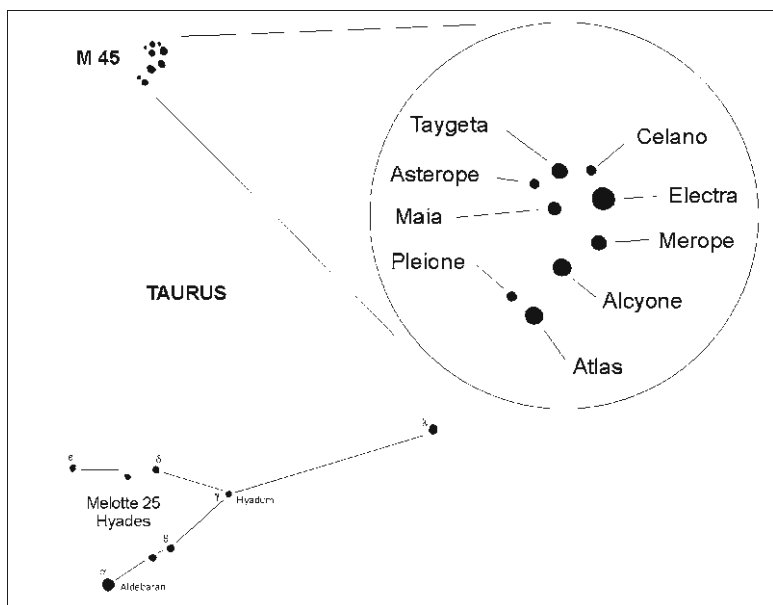 M 45
Taygeta
Celano
Asterope
Electra
Maia
Merope
Pleione
TAURUS
Alcyone
Atlas
λ
ε
δ
γ
Hyadum
Melotte 25
Hyades
θ
α
Aldebaran